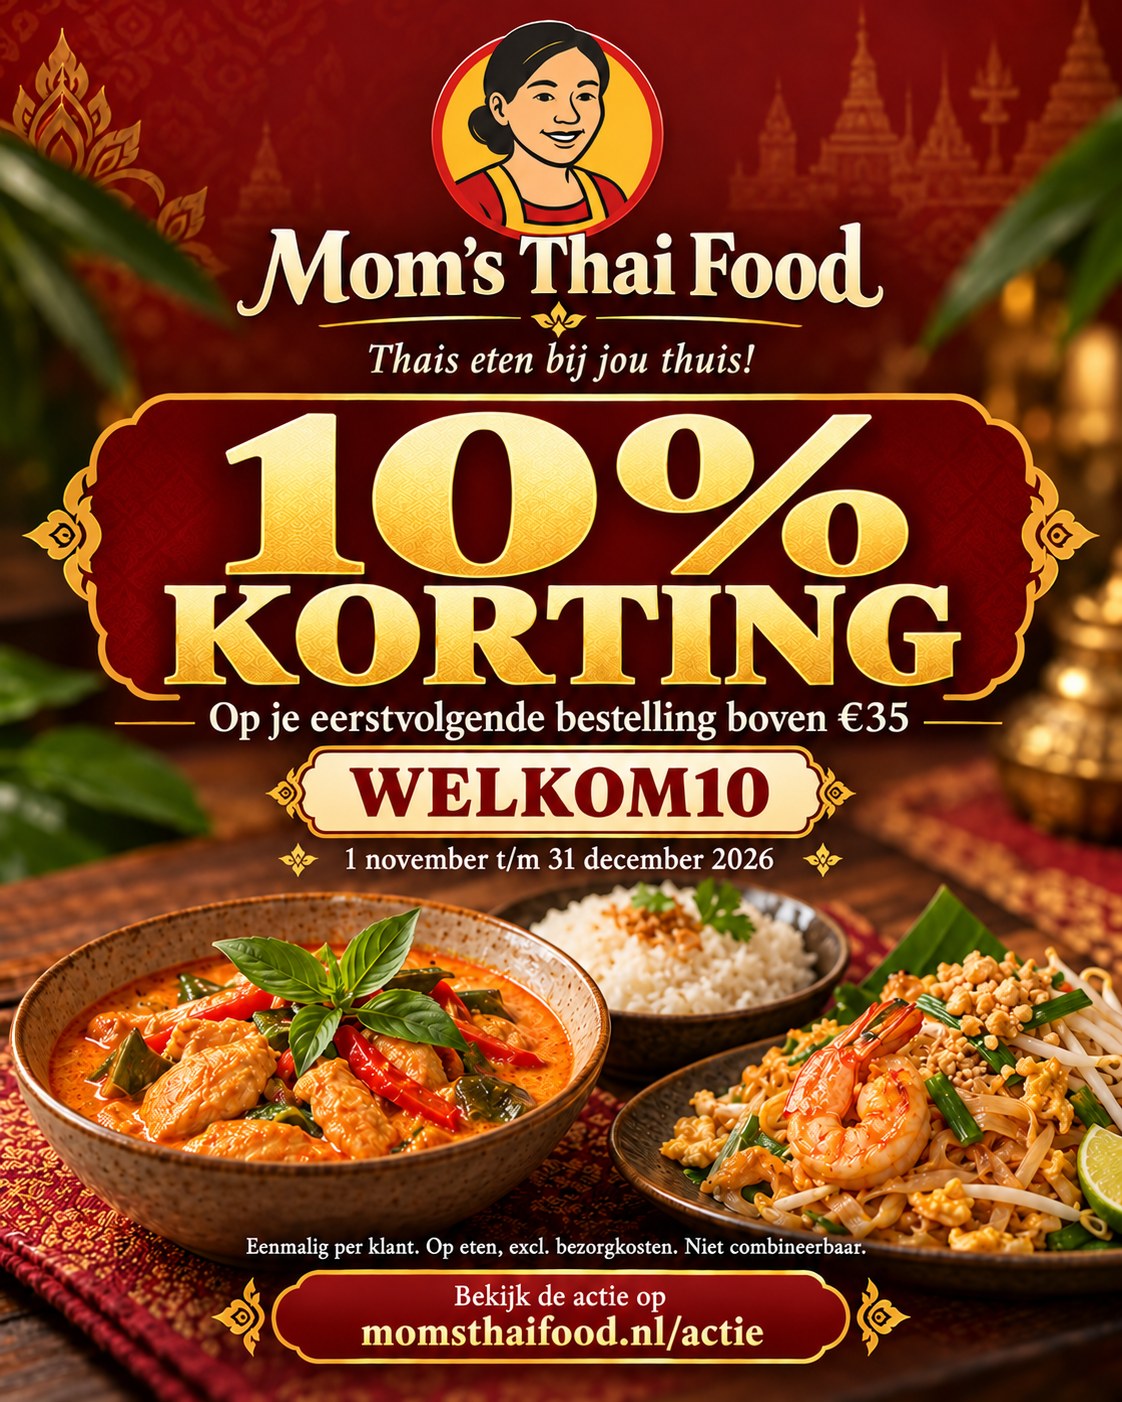 Mom's Thai Food
Thais eten bij jou thuis!
10%
KORTING
Op je eerstvolgende bestelling boven €35
WELKOM10
1 november t/m 31 december 2026
Eenmalig per klant. Op eten, excl. bezorgkosten. Niet combineerbaar.
Bekijk de actie op
momsthaifood.nl/actie